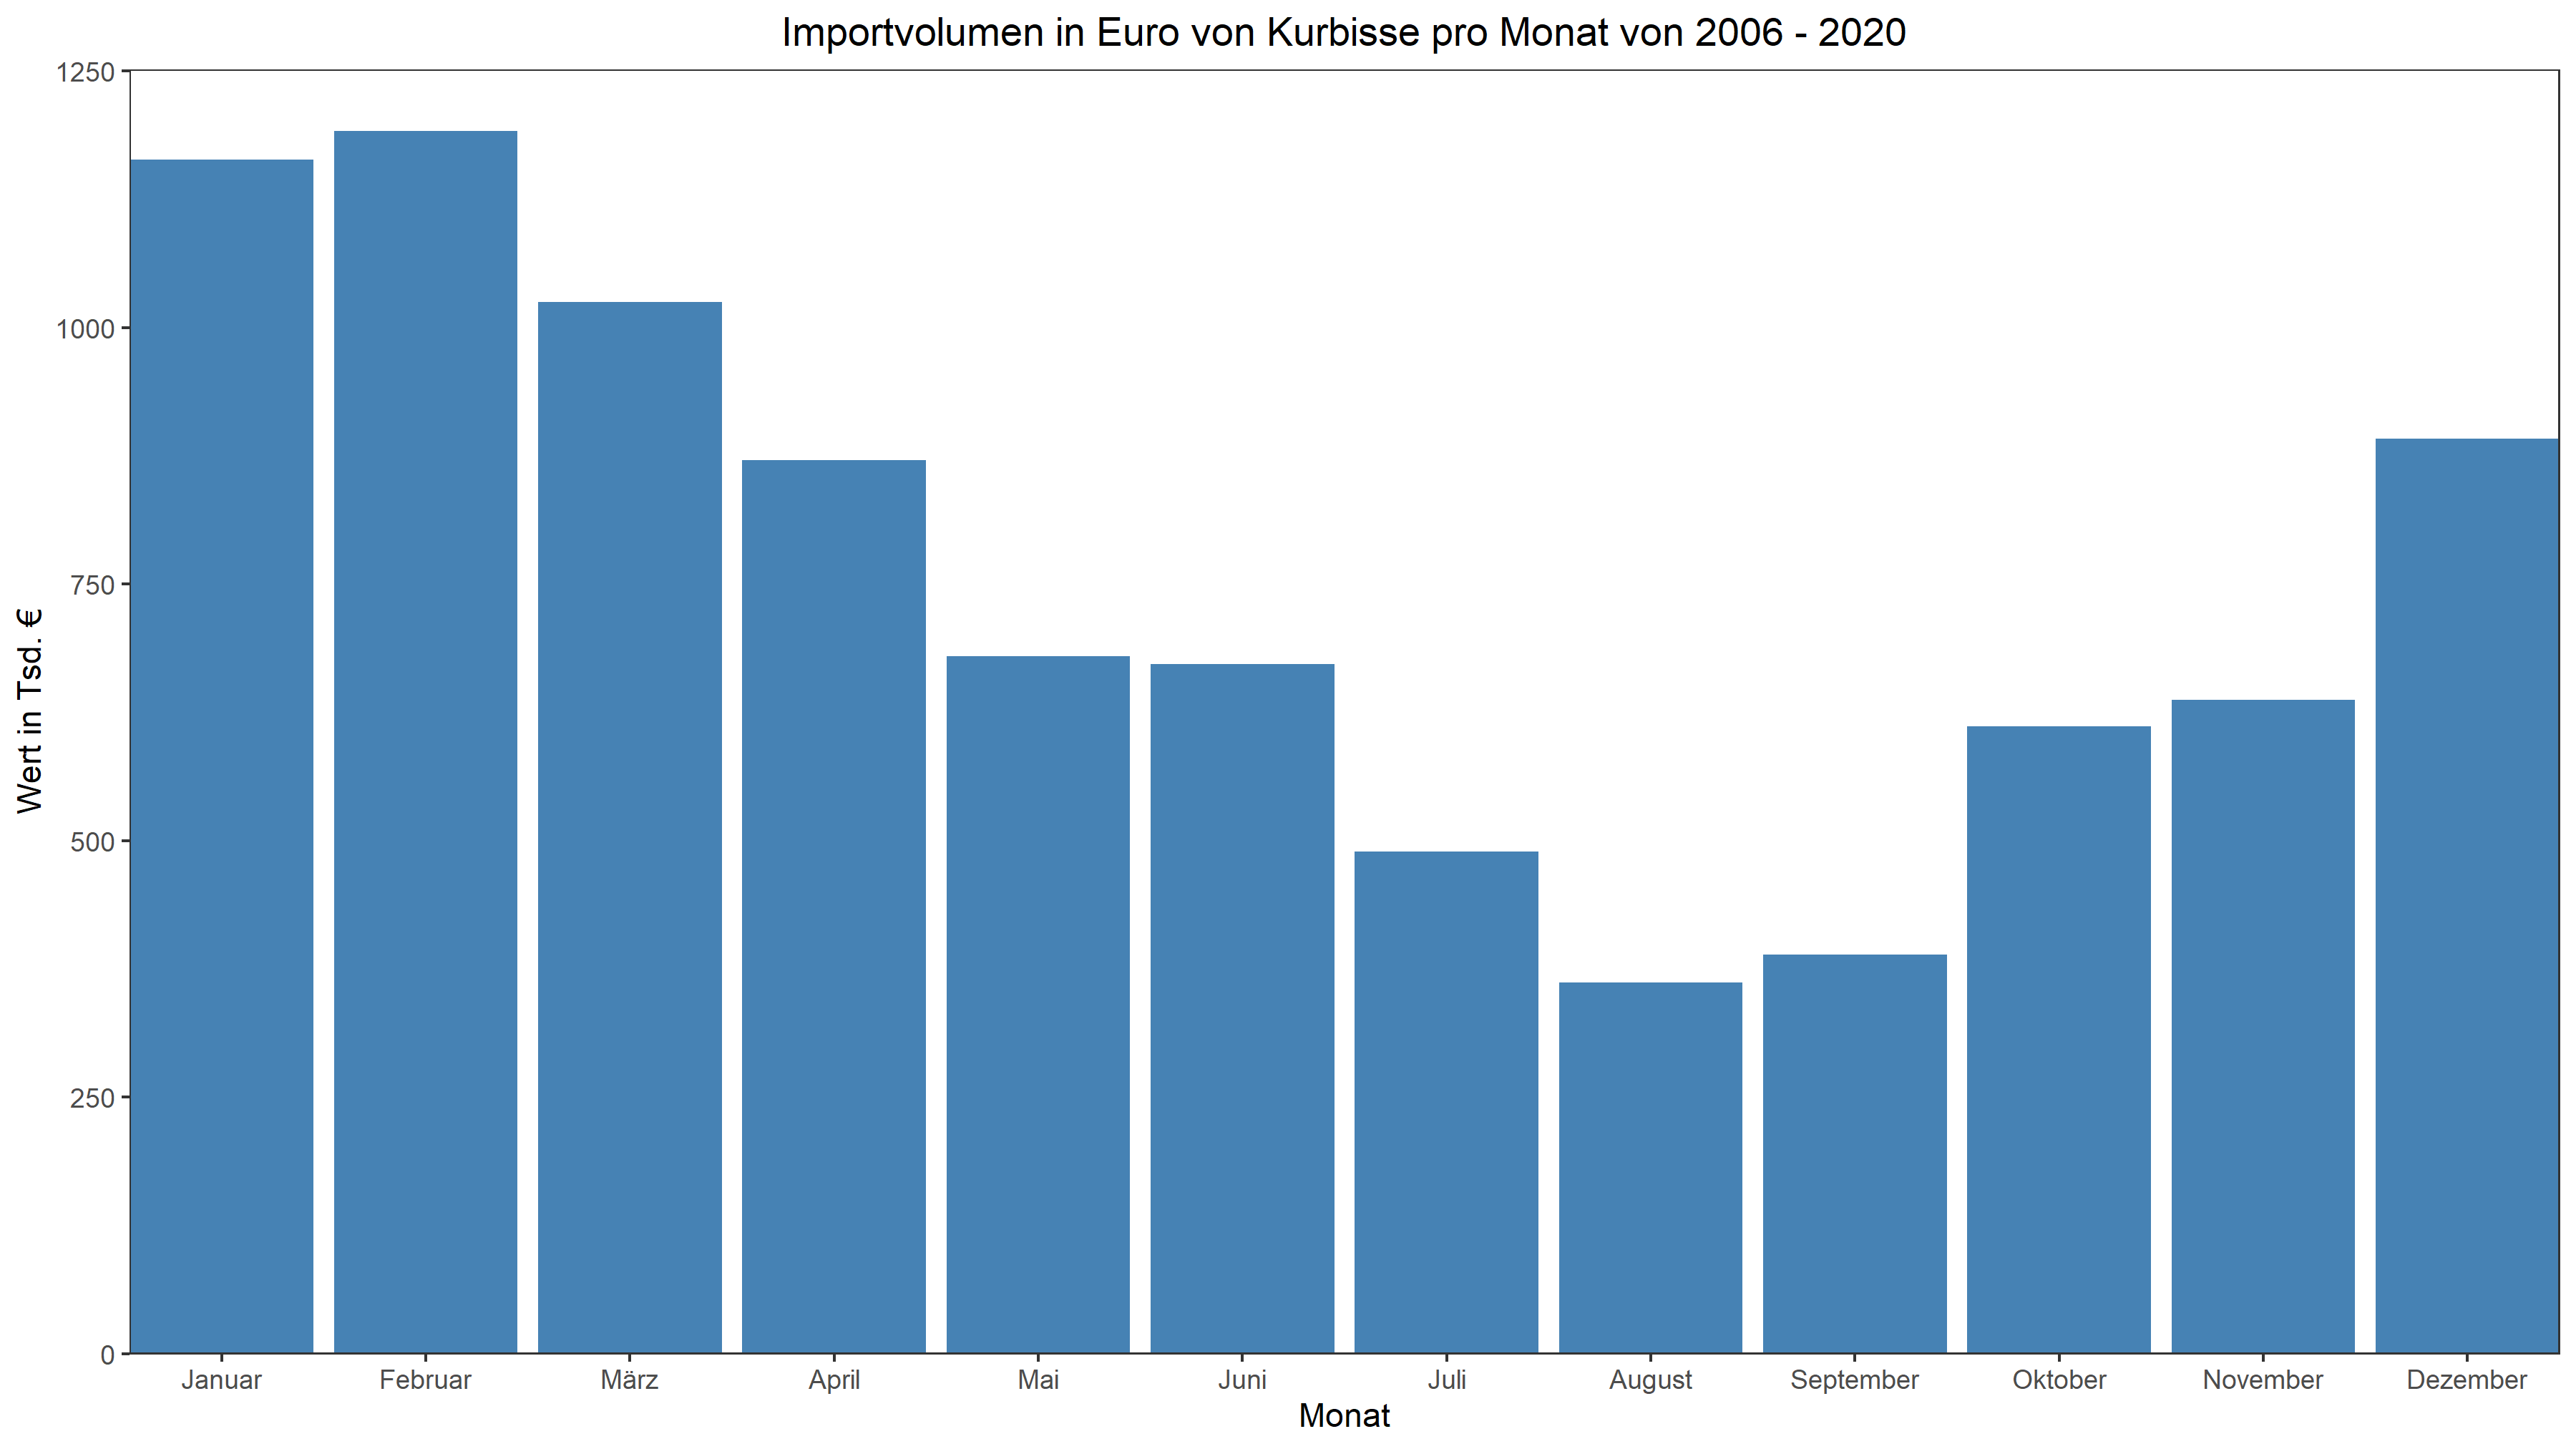 Importvolumen in Euro von Kurbisse pro Monat von 2006 - 2020
1250
1000
750
500
250
0
Wert in Tsd. €
Januar Februar März April Mai Juni Juli August September Oktober November Dezember
Monat